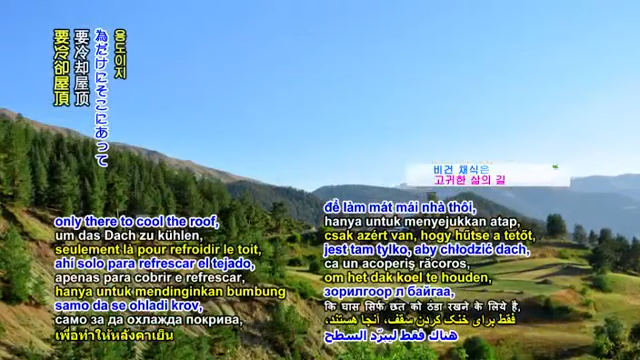 용도이지
為だけにそこにあって
要冷却屋顶
要冷卻屋頂
비건 채식은
고귀한 삶의 길
only there to cool the roof,
um das Dach zu kühlen,
seulement là pour refroidir le toit,
ahí solo para refrescar el tejado,
apenas para cobrir e refrescar,
hanya untuk mendinginkan bumbung
samo da se ohladi krov,
само за да охлажда покрива,
เพื่อทำให้หลังคาเย็น
để làm mát mái nhà thôi,
hanya untuk menyejukkan atap,
csak azért van, hogy hűtse a tetőt,
jest tam tylko, aby chłodzić dach,
ca un acoperiș răcoros,
om het dak koel te houden,
зорилгоор л байгаа,
कि घास सिर्फ छत को ठंडा रखने के लिये है,
فقط برای خنک کردن سقف، آنجا هستند،
هناك فقط ليبرّد السطح